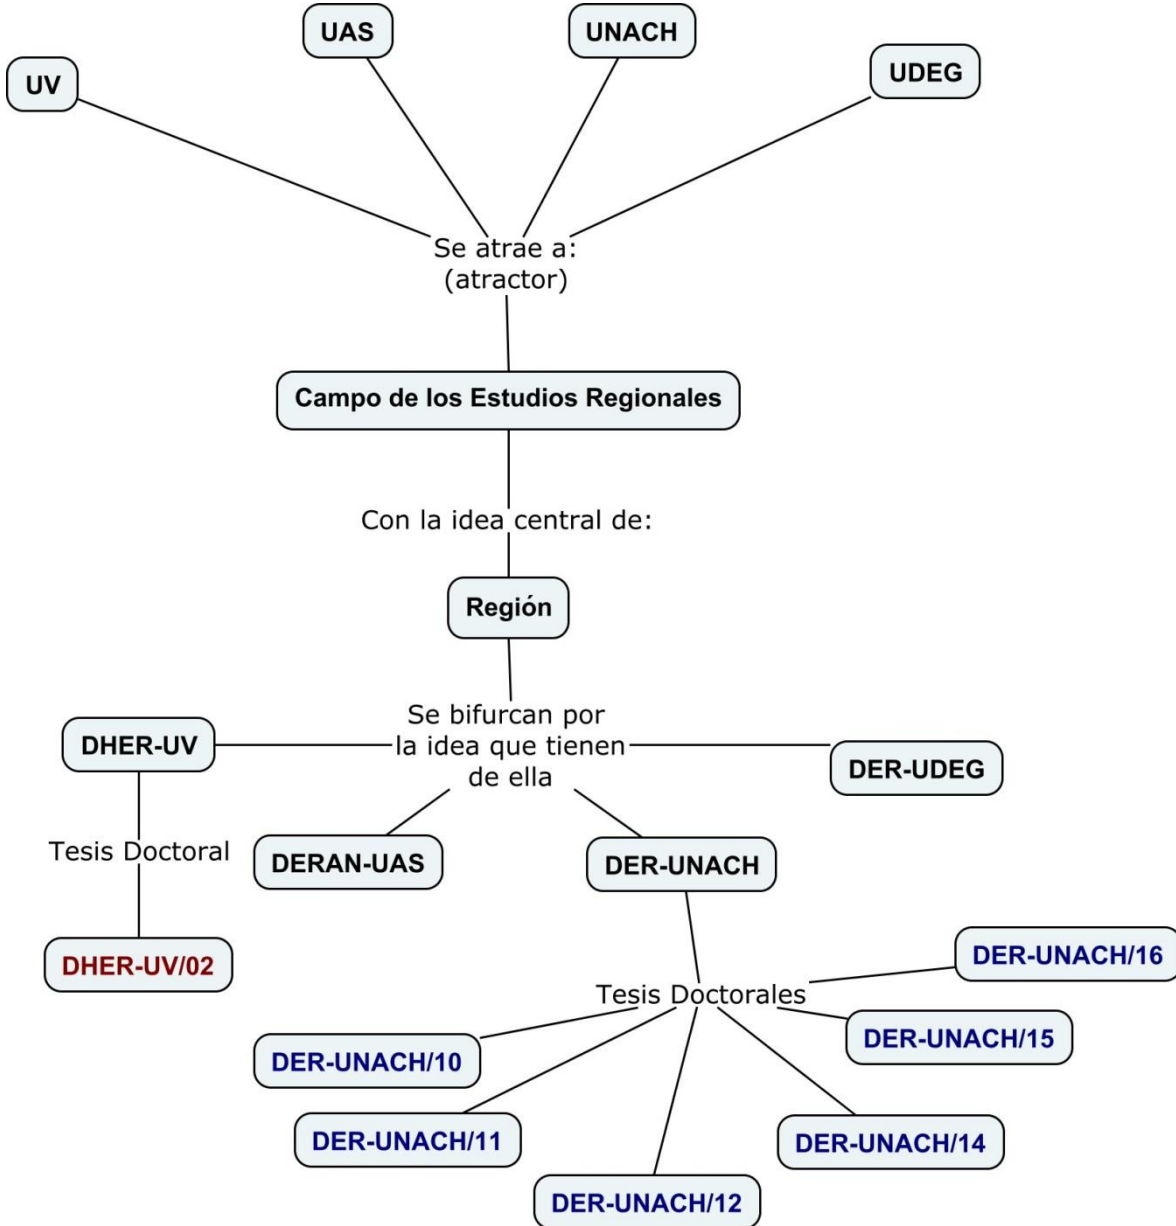 UAS
UNACH
UV
UDEG
Se atrae a:
(atractor)
Campo de los Estudios Regionales
Con la idea central de:
Región
Se bifurcan por
la idea que tienen
de ella
DHER-UV
DER-UDEG
Tesis Doctoral
DERAN-UAS
DER-UNACH
DHER-UV/02
DER-UNACH/16
Tesis Doctorales
DER-UNACH/15
DER-UNACH/10
DER-UNACH/11
DER-UNACH/14
DER-UNACH/12